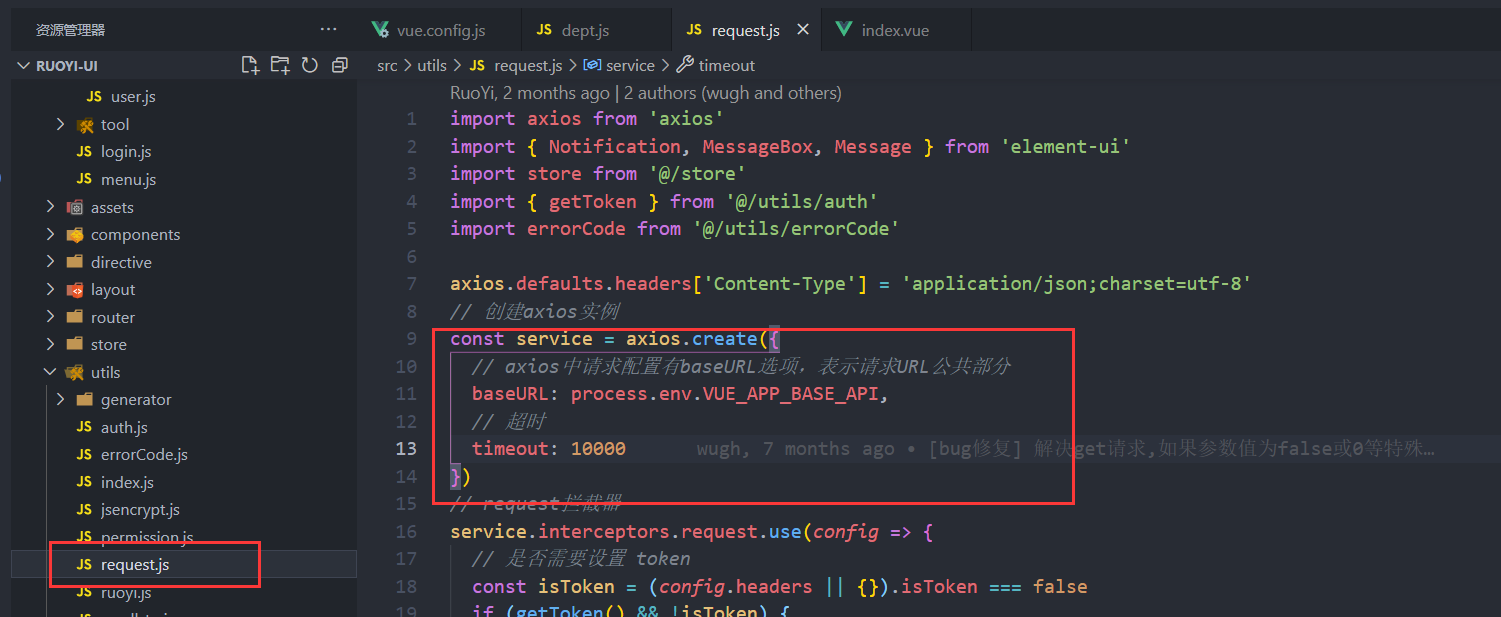 资源管理器
···
vue.config.js
JS dept.js
JS request.js
index.vue
RUOYI-UI
src > utils > JS request.js > service > timeout
JS user.js
tool
JS login.js
JS menu.js
assets
components
directive
layout
router
store
utils
generator
JS auth.js
JS errorCode.js
JS index.js
JS jsencrypt.js
JS permission.js
JS request.js
JS ruoyi.js
RuoYi, 2 months ago | 2 authors (wugh and others)
1 import axios from 'axios'
2 import { Notification, MessageBox, Message } from 'element-ui'
3 import store from '@/store'
4 import { getToken } from '@/utils/auth'
5 import errorCode from '@/utils/errorCode'
6
7 axios.defaults.headers['Content-Type'] = 'application/json;charset=utf-8'
8 // 创建axios实例
9 const service = axios.create({
10 // axios中请求配置有baseURL选项，表示请求URL公共部分
11 baseURL: process.env.VUE_APP_BASE_API,
12 // 超时
13 timeout: 10000 wugh, 7 months ago • [bug修复] 解决get请求,如果参数值为false或0等特殊…
14 })
15 // request拦截器
16 service.interceptors.request.use(config => {
17 // 是否需要设置 token
18 const isToken = (config.headers || {}).isToken === false
19 if (getToken() && !isToken) {